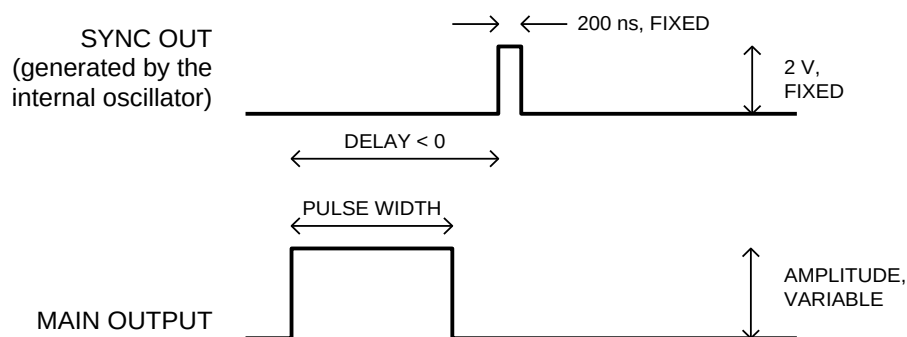 200 ns, FIXED
SYNC OUT
(generated by the
internal oscillator)
2 V,
FIXED
DELAY < 0
PULSE WIDTH
AMPLITUDE,
VARIABLE
MAIN OUTPUT